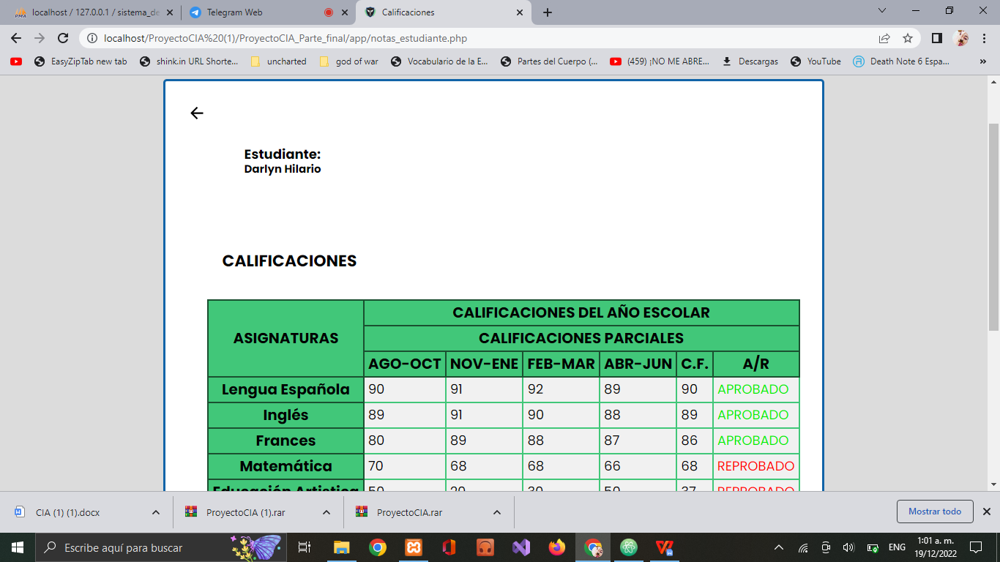 localhost / 127.0.0.1 / sistema_de
Telegram Web
Calificaciones
localhost/ProyectoCIA%20(1)/ProyectoCIA_Parte_final/app/notas_estudiante.php
EasyZipTab new tab
shink.in URL Shorte...
uncharted
god of war
Vocabulario de la E...
Partes del Cuerpo (...
(459) ¡NO ME ABRE...
Descargas
YouTube
Death Note 6 Espa...
»
Estudiante:
Darlyn Hilario
CALIFICACIONES
ASIGNATURAS
CALIFICACIONES DEL AÑO ESCOLAR
CALIFICACIONES PARCIALES
AGO-OCT NOV-ENE FEB-MAR ABR-JUN C.F. A/R
Lengua Española 90 91 92 89 90 APROBADO
Inglés 89 91 90 88 89 APROBADO
Frances 80 89 88 87 86 APROBADO
Matemática 70 68 68 66 68 REPROBADO
Educación Artistica 50 20 30 50 37 REPROBADO
CIA (1) (1).docx
ProyectoCIA (1).rar
ProyectoCIA.rar
Mostrar todo
Escribe aquí para buscar
ENG
1:01 a. m.
19/12/2022